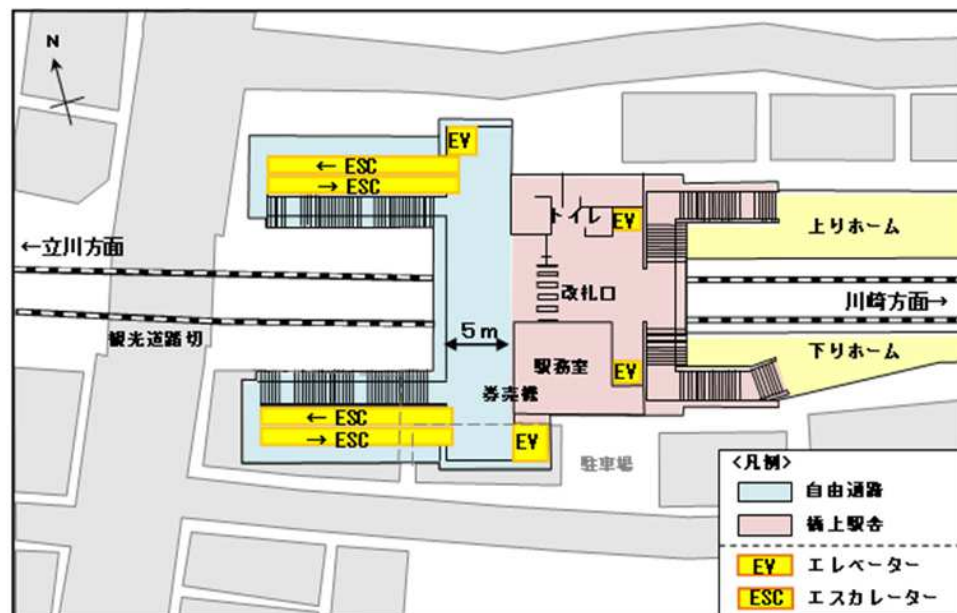 N
EV
← ESC
→ ESC
トイレ
EV
上りホーム
←立川方面
改札口
川崎方面→
5m
観光道路切
駅務室
EV
下りホーム
券売機
← ESC
→ ESC
EV
駐車場
<凡例>
自由通路
橋上駅舎
EV エレベーター
ESC エスカレーター